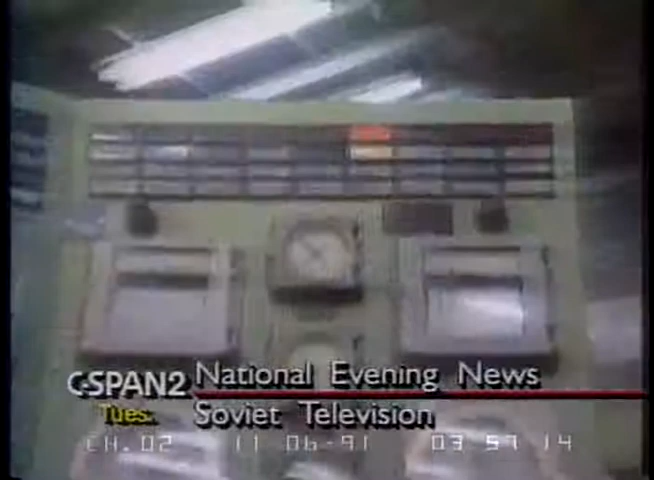 C-SPAN2 National Evening News
Tues. Soviet Television
CH.02 11-06-91 03:57:14